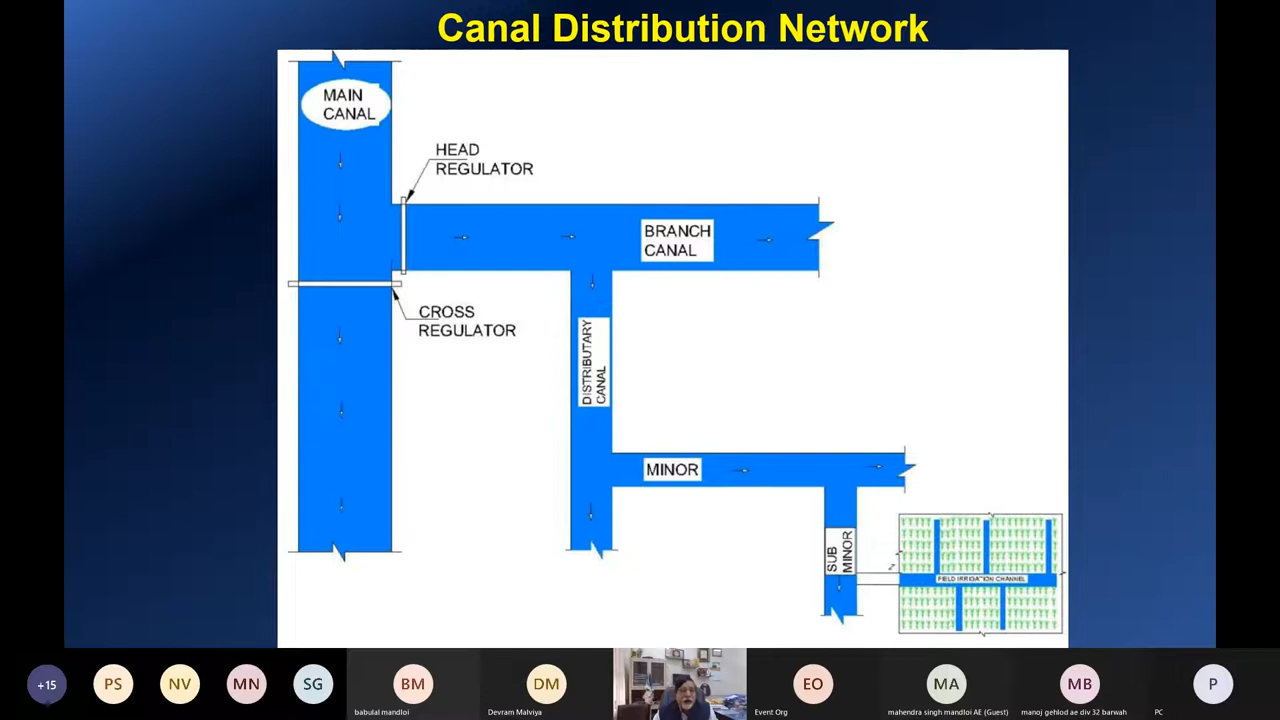 Canal Distribution Network
MAIN
CANAL
HEAD
REGULATOR
BRANCH
CANAL
CROSS
REGULATOR
DISTRIBUTARY
CANAL
MINOR
SUB
MINOR
FIELD IRRIGATION CHANNEL
+15
PS
NV
MN
SG
BM
babulal mandloi
DM
Devram Malviya
EO
Event Org
MA
mahendra singh mandloi AE (Guest)
MB
manoj gehlod ae div 32 barwah
P
PC